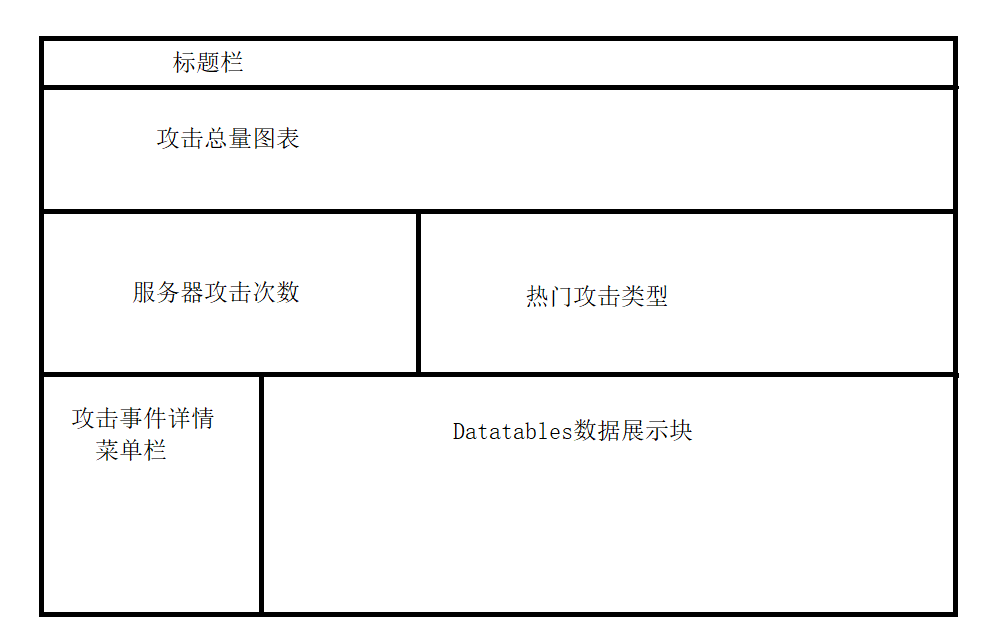 标题栏
攻击总量图表
服务器攻击次数
热门攻击类型
攻击事件详情
菜单栏
Datatables数据展示块